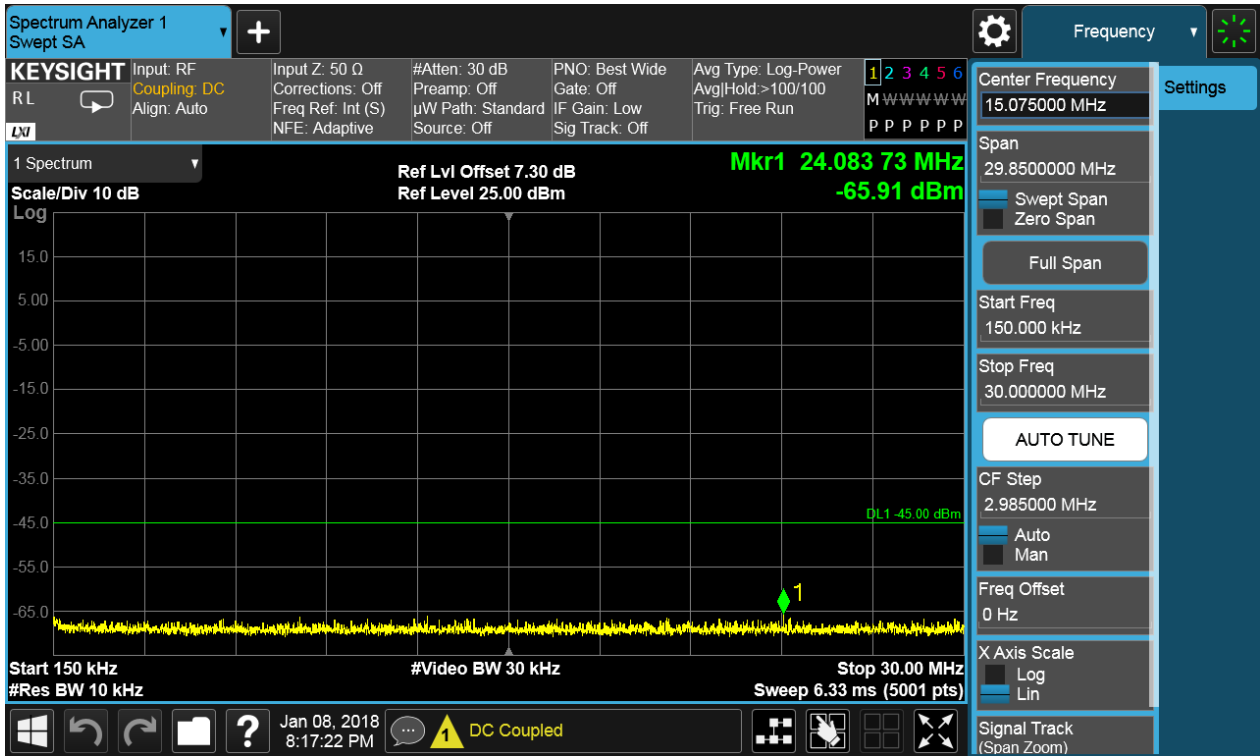 Spectrum Analyzer 1
Swept SA
+
Frequency
KEYSIGHT
RL
LXI
Input: RF
Coupling: DC
Align: Auto
Input Z: 50 Ω
Corrections: Off
Freq Ref: Int (S)
NFE: Adaptive
#Atten: 30 dB
Preamp: Off
µW Path: Standard
Source: Off
PNO: Best Wide
Gate: Off
IF Gain: Low
Sig Track: Off
Avg Type: Log-Power
Avg|Hold:>100/100
Trig: Free Run
1 2 3 4 5 6
M W W W W W
P P P P P P
1 Spectrum
Scale/Div 10 dB
Log
Ref Lvl Offset 7.30 dB
Ref Level 25.00 dBm
Mkr1 24.083 73 MHz
-65.91 dBm
15.0
5.00
-5.00
-15.0
-25.0
-35.0
-45.0
-55.0
-65.0
DL1 -45.00 dBm
1
Start 150 kHz
#Res BW 10 kHz
#Video BW 30 kHz
Stop 30.00 MHz
Sweep 6.33 ms (5001 pts)
Center Frequency
15.075000 MHz
Span
29.8500000 MHz
Swept Span
Zero Span
Full Span
Start Freq
150.000 kHz
Stop Freq
30.000000 MHz
AUTO TUNE
CF Step
2.985000 MHz
Auto
Man
Freq Offset
0 Hz
X Axis Scale
Log
Lin
Signal Track
(Span Zoom)
Settings
?
Jan 08, 2018
8:17:22 PM
1
DC Coupled